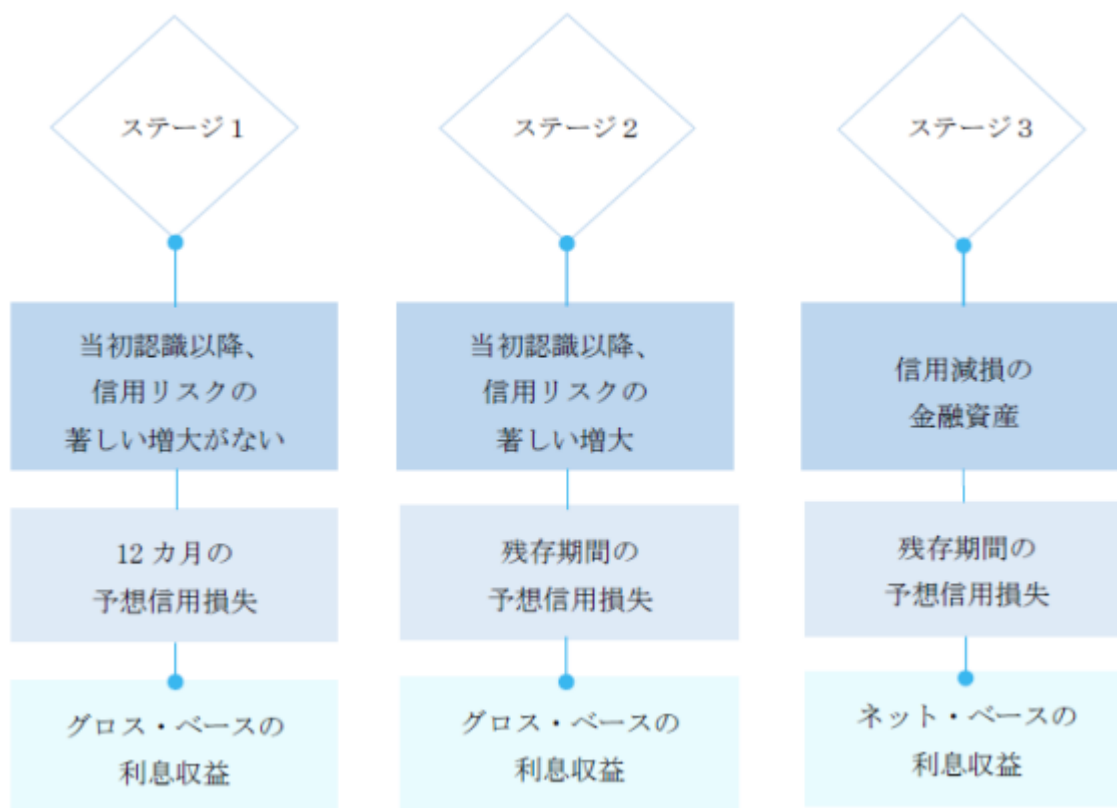 ステージ 1
当初認識以降、
信用リスクの
著しい増大がない
12 カ月の
予想信用損失
グロス・ベースの
利息収益
ステージ 2
当初認識以降、
信用リスクの
著しい増大
残存期間の
予想信用損失
グロス・ベースの
利息収益
ステージ 3
信用減損の
金融資産
残存期間の
予想信用損失
ネット・ベースの
利息収益